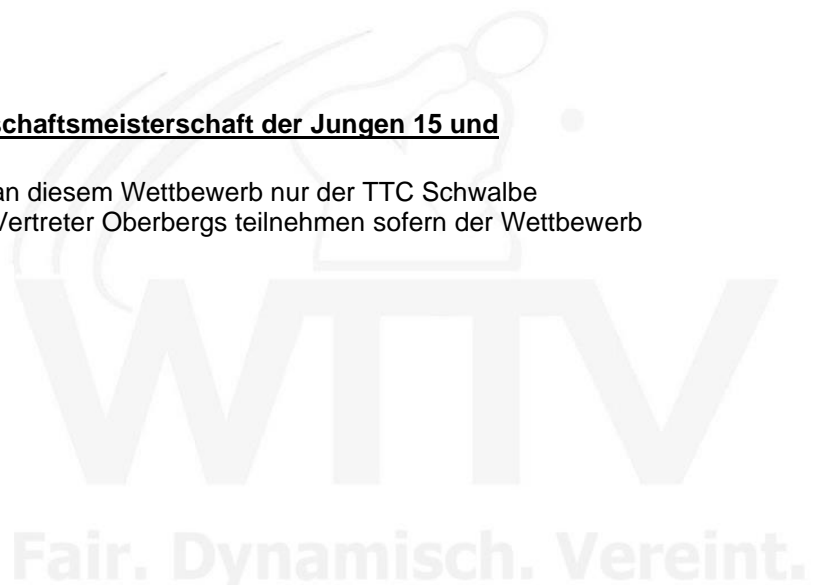 schaftsmeisterschaft der Jungen 15 und
an diesem Wettbewerb nur der TTC Schwalbe
Vertreter Oberbergs teilnehmen sofern der Wettbewerb
WTTV
Fair. Dynamisch. Vereint.